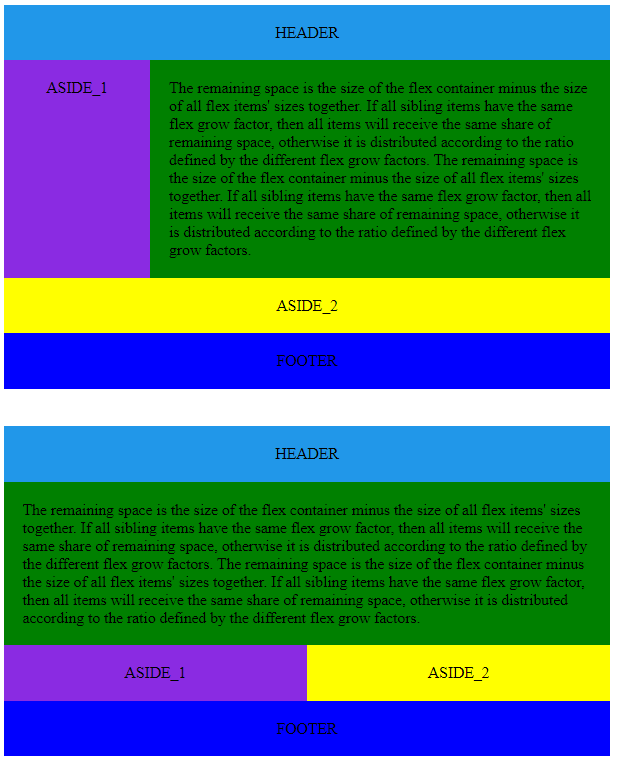 HEADER
ASIDE_1
The remaining space is the size of the flex container minus the size
of all flex items' sizes together. If all sibling items have the same
flex grow factor, then all items will receive the same share of
remaining space, otherwise it is distributed according to the ratio
defined by the different flex grow factors. The remaining space is
the size of the flex container minus the size of all flex items' sizes
together. If all sibling items have the same flex grow factor, then all
items will receive the same share of remaining space, otherwise it
is distributed according to the ratio defined by the different flex
grow factors.
ASIDE_2
FOOTER
HEADER
The remaining space is the size of the flex container minus the size of all flex items' sizes
together. If all sibling items have the same flex grow factor, then all items will receive the
same share of remaining space, otherwise it is distributed according to the ratio defined by
the different flex grow factors. The remaining space is the size of the flex container minus
the size of all flex items' sizes together. If all sibling items have the same flex grow factor,
then all items will receive the same share of remaining space, otherwise it is distributed
according to the ratio defined by the different flex grow factors.
ASIDE_1
ASIDE_2
FOOTER